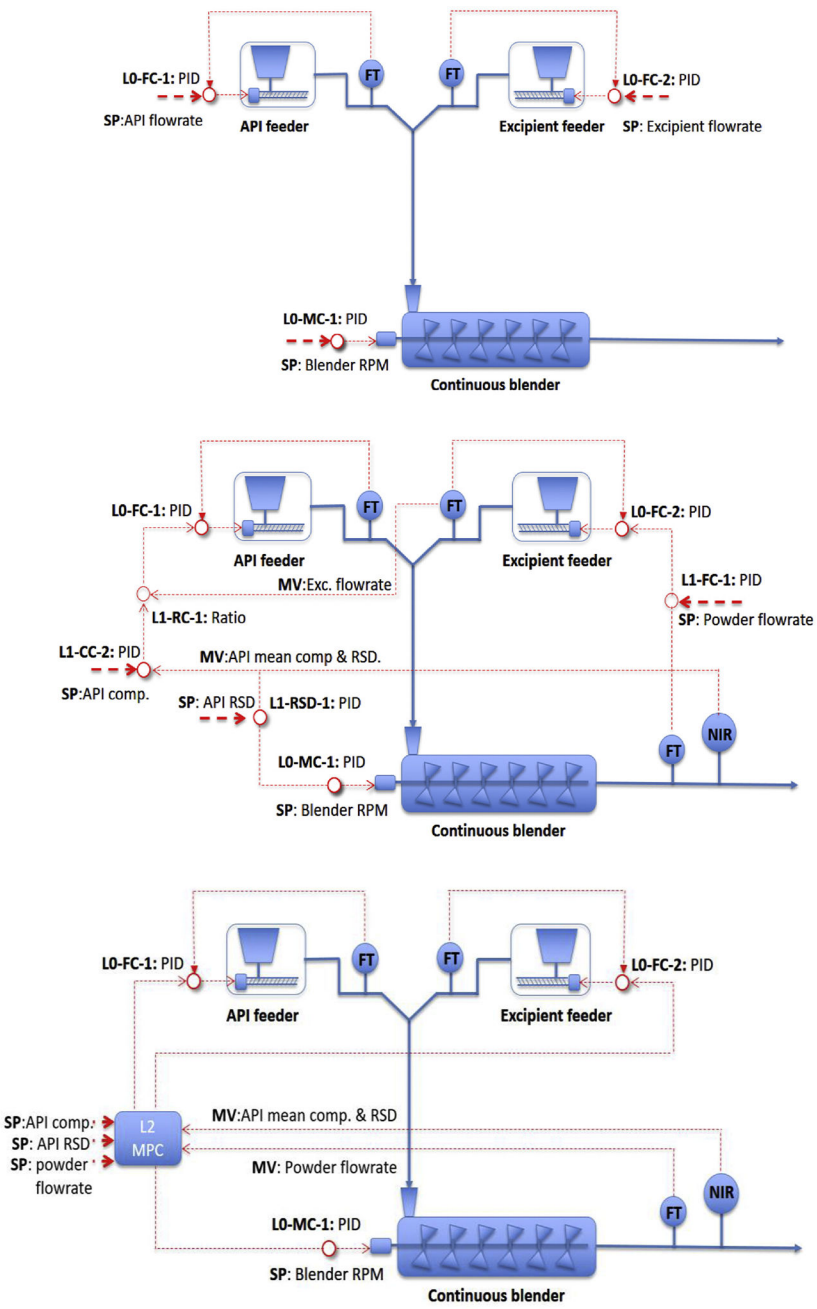 FT
FT
L0-FC-1: PID
L0-FC-2: PID
SP:API flowrate
API feeder
Excipient feeder
SP: Excipient flowrate
L0-MC-1: PID
SP: Blender RPM
Continuous blender
FT
FT
L0-FC-1: PID
L0-FC-2: PID
API feeder
Excipient feeder
MV:Exc. flowrate
L1-FC-1: PID
L1-RC-1: Ratio
SP: Powder flowrate
L1-CC-2: PID
MV:API mean comp & RSD.
SP:API comp.
SP: API RSD
L1-RSD-1: PID
NIR
FT
L0-MC-1: PID
SP: Blender RPM
Continuous blender
FT
FT
L0-FC-1: PID
L0-FC-2: PID
API feeder
Excipient feeder
SP:API comp.
SP: API RSD
SP: powder
flowrate
L2
MPC
MV:API mean comp. & RSD
MV: Powder flowrate
NIR
FT
L0-MC-1: PID
SP: Blender RPM
Continuous blender